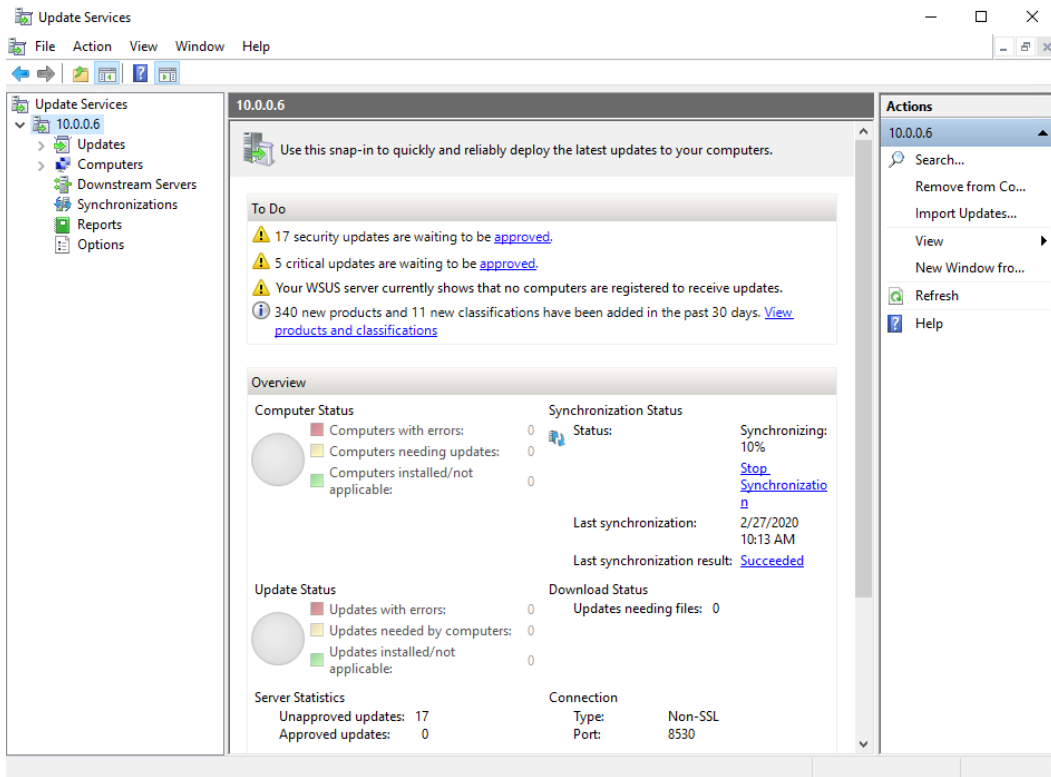 Update Services
File Action View Window Help
Update Services
10.0.0.6
Updates
Computers
Downstream Servers
Synchronizations
Reports
Options
10.0.0.6
Use this snap-in to quickly and reliably deploy the latest updates to your computers.
To Do
17 security updates are waiting to be approved.
5 critical updates are waiting to be approved.
Your WSUS server currently shows that no computers are registered to receive updates.
340 new products and 11 new classifications have been added in the past 30 days. View
products and classifications
Overview
Computer Status
Computers with errors: 0
Computers needing updates: 0
Computers installed/not
applicable: 0
Synchronization Status
Status: Synchronizing:
10%
Stop
Synchronizatio
n
Last synchronization: 2/27/2020
10:13 AM
Last synchronization result: Succeeded
Update Status
Updates with errors: 0
Updates needed by computers: 0
Updates installed/not
applicable: 0
Download Status
Updates needing files: 0
Server Statistics
Unapproved updates: 17
Approved updates: 0
Connection
Type: Non-SSL
Port: 8530
Actions
10.0.0.6
Search...
Remove from Co...
Import Updates...
View
New Window fro...
Refresh
Help